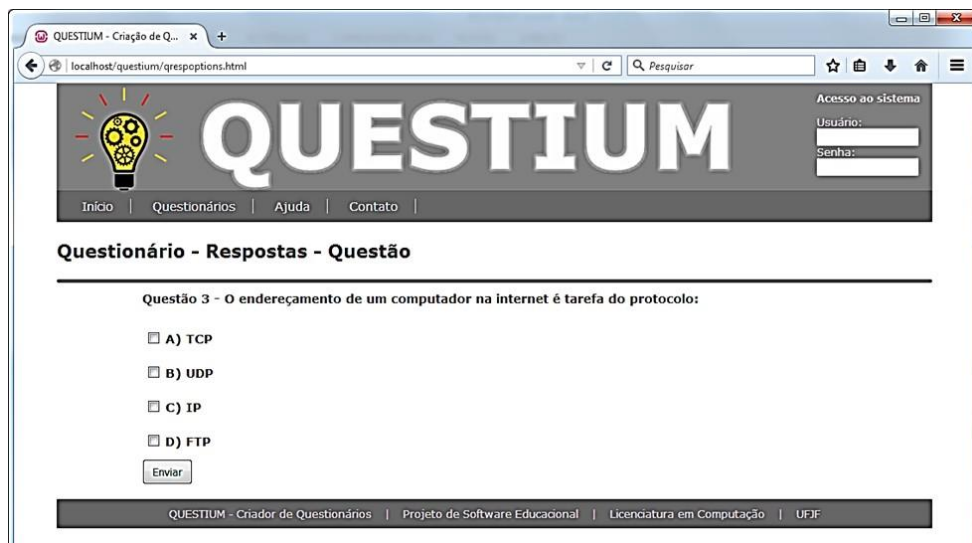 QUESTIUM - Criação de Q...
localhost/questium/qrespoptions.html
Pesquisar
QUESTIUM
Acesso ao sistema
Usuário:
Senha:
Início | Questionários | Ajuda | Contato |
Questionário - Respostas - Questão
Questão 3 - O endereçamento de um computador na internet é tarefa do protocolo:
A) TCP
B) UDP
C) IP
D) FTP
Enviar
QUESTIUM - Criador de Questionários | Projeto de Software Educacional | Licenciatura em Computação | UFJF